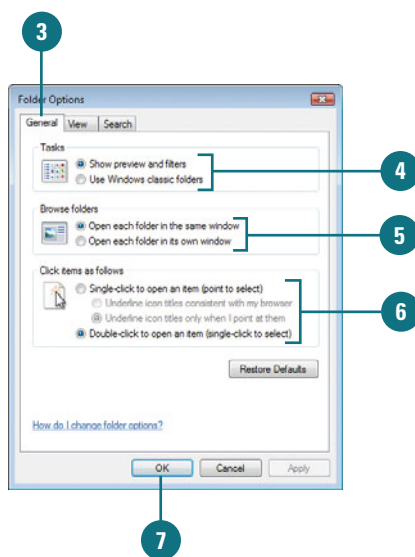 3
Folder Options
General View Search
Tasks
Show preview and filters
Use Windows classic folders
4
Browse folders
Open each folder in the same window
Open each folder in its own window
5
Click items as follows
Single-click to open an item (point to select)
Underline icon titles consistent with my browser
Underline icon titles only when I point at them
Double-click to open an item (single-click to select)
6
Restore Defaults
How do I change folder options?
OK Cancel Apply
7